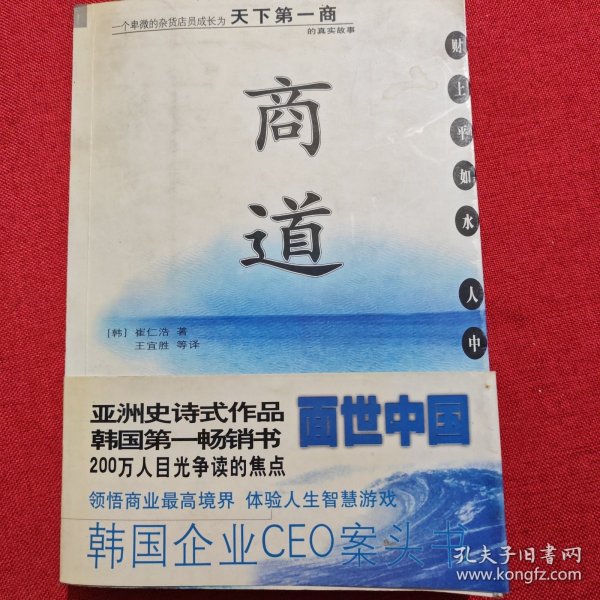 一个卑微的杂货店员成长为 天下第一商
的真实故事
财上平如水 人中
商道
[韩] 崔仁浩 著
王宜胜 等译
亚洲史诗式作品
韩国第一畅销书
面世中国
200万人目光争读的焦点
领悟商业最高境界 体验人生智慧游戏
韩国企业CEO案头书
孔夫子旧书网
www.kongfz.com